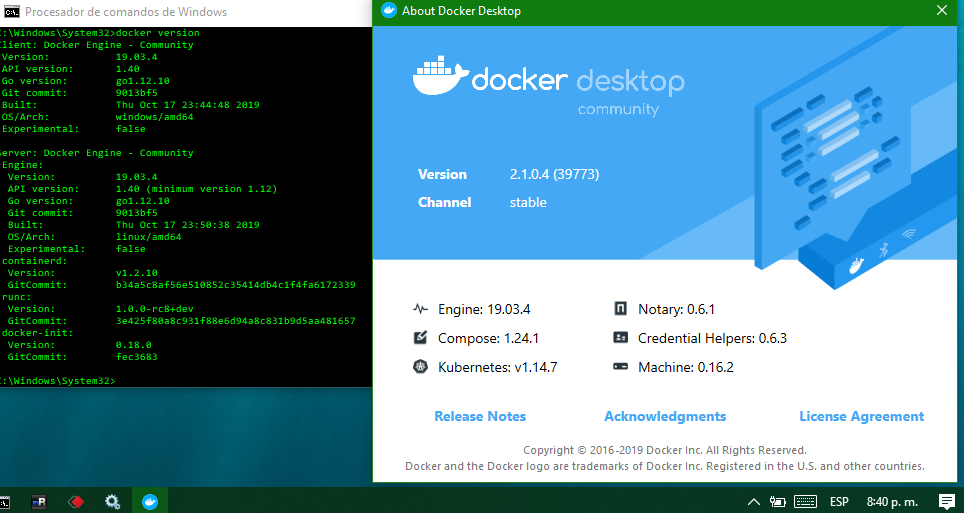 Procesador de comandos de Windows
C:\Windows\System32>docker version
Client: Docker Engine - Community
Version: 19.03.4
API version: 1.40
Go version: go1.12.10
Git commit: 9013bf5
Built: Thu Oct 17 23:44:48 2019
OS/Arch: windows/amd64
Experimental: false
Server: Docker Engine - Community
Engine:
Version: 19.03.4
API version: 1.40 (minimum version 1.12)
Go version: go1.12.10
Git commit: 9013bf5
Built: Thu Oct 17 23:50:38 2019
OS/Arch: linux/amd64
Experimental: false
containerd:
Version: v1.2.10
GitCommit: b34a5c8af56e510852c35414db4c1f4fa6172339
runc:
Version: 1.0.0-rc8+dev
GitCommit: 3e425f80a8c931f88e6d94a8c831b9d5aa481657
docker-init:
Version: 0.18.0
GitCommit: fec3683
C:\Windows\System32>
About Docker Desktop
docker desktop
community
Version 2.1.0.4 (39773)
Channel stable
Engine: 19.03.4
Notary: 0.6.1
Compose: 1.24.1
Credential Helpers: 0.6.3
Kubernetes: v1.14.7
Machine: 0.16.2
Release Notes
Acknowledgments
License Agreement
Copyright © 2016-2019 Docker Inc. All Rights Reserved.
Docker and the Docker logo are trademarks of Docker Inc. Registered in the U.S. and other countries.
ESP
8:40 p. m.